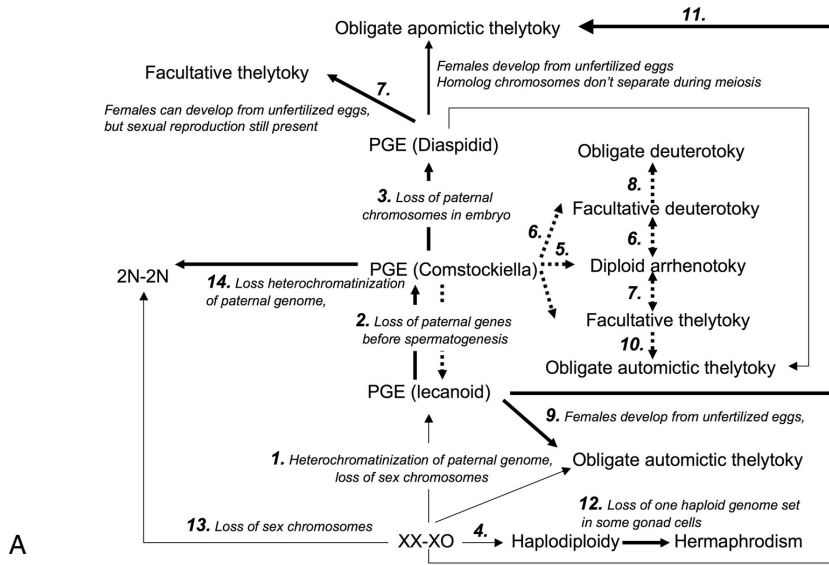 11.
Obligate apomictic thelytoky
Females develop from unfertilized eggs
Homolog chromosomes don't separate during meiosis
Facultative thelytoky
7.
Females can develop from unfertilized eggs,
but sexual reproduction still present
PGE (Diaspidid)
Obligate deuterotoky
8.
3. Loss of paternal
chromosomes in embryo
Facultative deuterotoky
6.
6.
5.
PGE (Comstockiella)
Diploid arrhenotoky
2N-2N
14. Loss heterochromatinization
of paternal genome,
7.
2. Loss of paternal genes
before spermatogenesis
Facultative thelytoky
10.
Obligate automictic thelytoky
PGE (lecanoid)
9. Females develop from unfertilized eggs,
1. Heterochromatinization of paternal genome,
loss of sex chromosomes
Obligate automictic thelytoky
12. Loss of one haploid genome set
in some gonad cells
13. Loss of sex chromosomes
A
XX-XO
4.
Haplodiploidy
Hermaphrodism